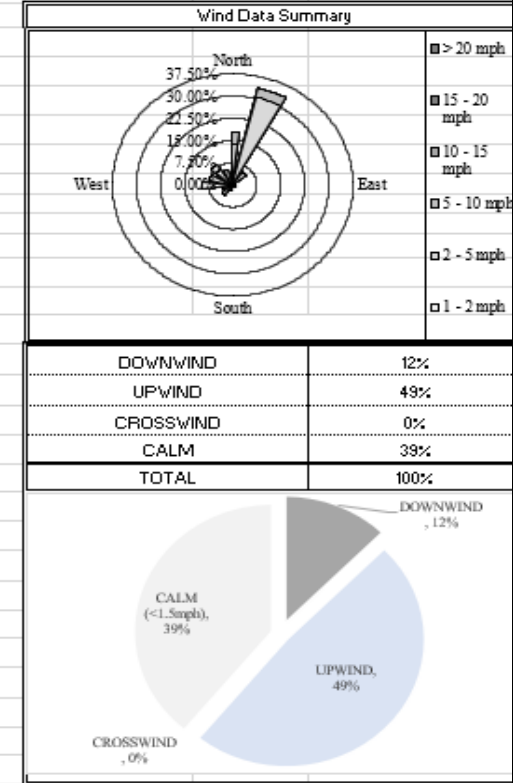 Wind Data Summary
North
37.50%
30.00%
22.50%
15.00%
7.50%
0.00%
West
East
South
> 20 mph
15 - 20
mph
10 - 15
mph
5 - 10 mph
2 - 5 mph
1 - 2 mph
DOWNWIND 12%
UPWIND 49%
CROSSWIND 0%
CALM 39%
TOTAL 100%
DOWNWIND
, 12%
CALM
(<1.5mph),
39%
UPWIND,
49%
CROSSWIND
, 0%